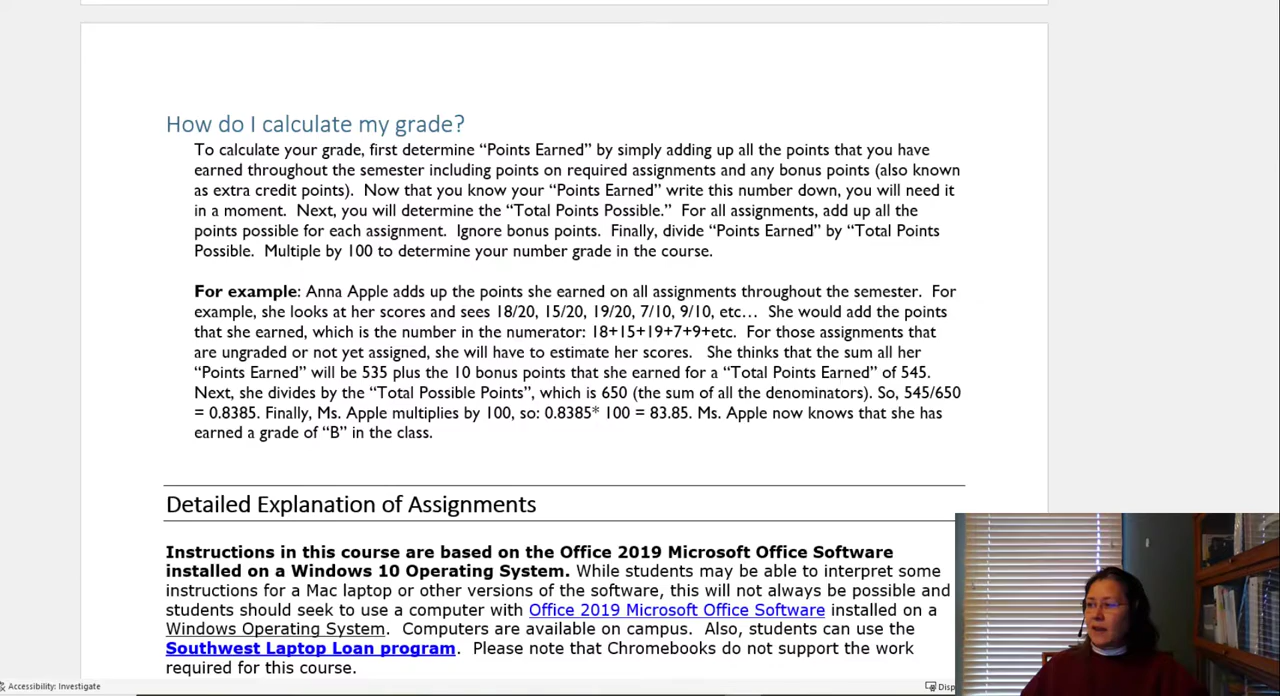 How do I calculate my grade?
To calculate your grade, first determine “Points Earned” by simply adding up all the points that you have
earned throughout the semester including points on required assignments and any bonus points (also known
as extra credit points).  Now that you know your “Points Earned” write this number down, you will need it
in a moment.  Next, you will determine the “Total Points Possible.”  For all assignments, add up all the
points possible for each assignment.  Ignore bonus points.  Finally, divide “Points Earned” by “Total Points
Possible.  Multiple by 100 to determine your number grade in the course.
For example: Anna Apple adds up the points she earned on all assignments throughout the semester.  For
example, she looks at her scores and sees 18/20, 15/20, 19/20, 7/10, 9/10, etc…  She would add the points
that she earned, which is the number in the numerator: 18+15+19+7+9+etc.  For those assignments that
are ungraded or not yet assigned, she will have to estimate her scores.   She thinks that the sum all her
“Points Earned” will be 535 plus the 10 bonus points that she earned for a “Total Points Earned” of 545.
Next, she divides by the “Total Possible Points”, which is 650 (the sum of all the denominators). So, 545/650
= 0.8385. Finally, Ms. Apple multiplies by 100, so: 0.8385* 100 = 83.85. Ms. Apple now knows that she has
earned a grade of “B” in the class.
Detailed Explanation of Assignments
Instructions in this course are based on the Office 2019 Microsoft Office Software
installed on a Windows 10 Operating System. While students may be able to interpret some
instructions for a Mac laptop or other versions of the software, this will not always be possible and
students should seek to use a computer with Office 2019 Microsoft Office Software installed on a
Windows Operating System.  Computers are available on campus.  Also, students can use the
Southwest Laptop Loan program.  Please note that Chromebooks do not support the work
required for this course.
Accessibility: Investigate
Disp